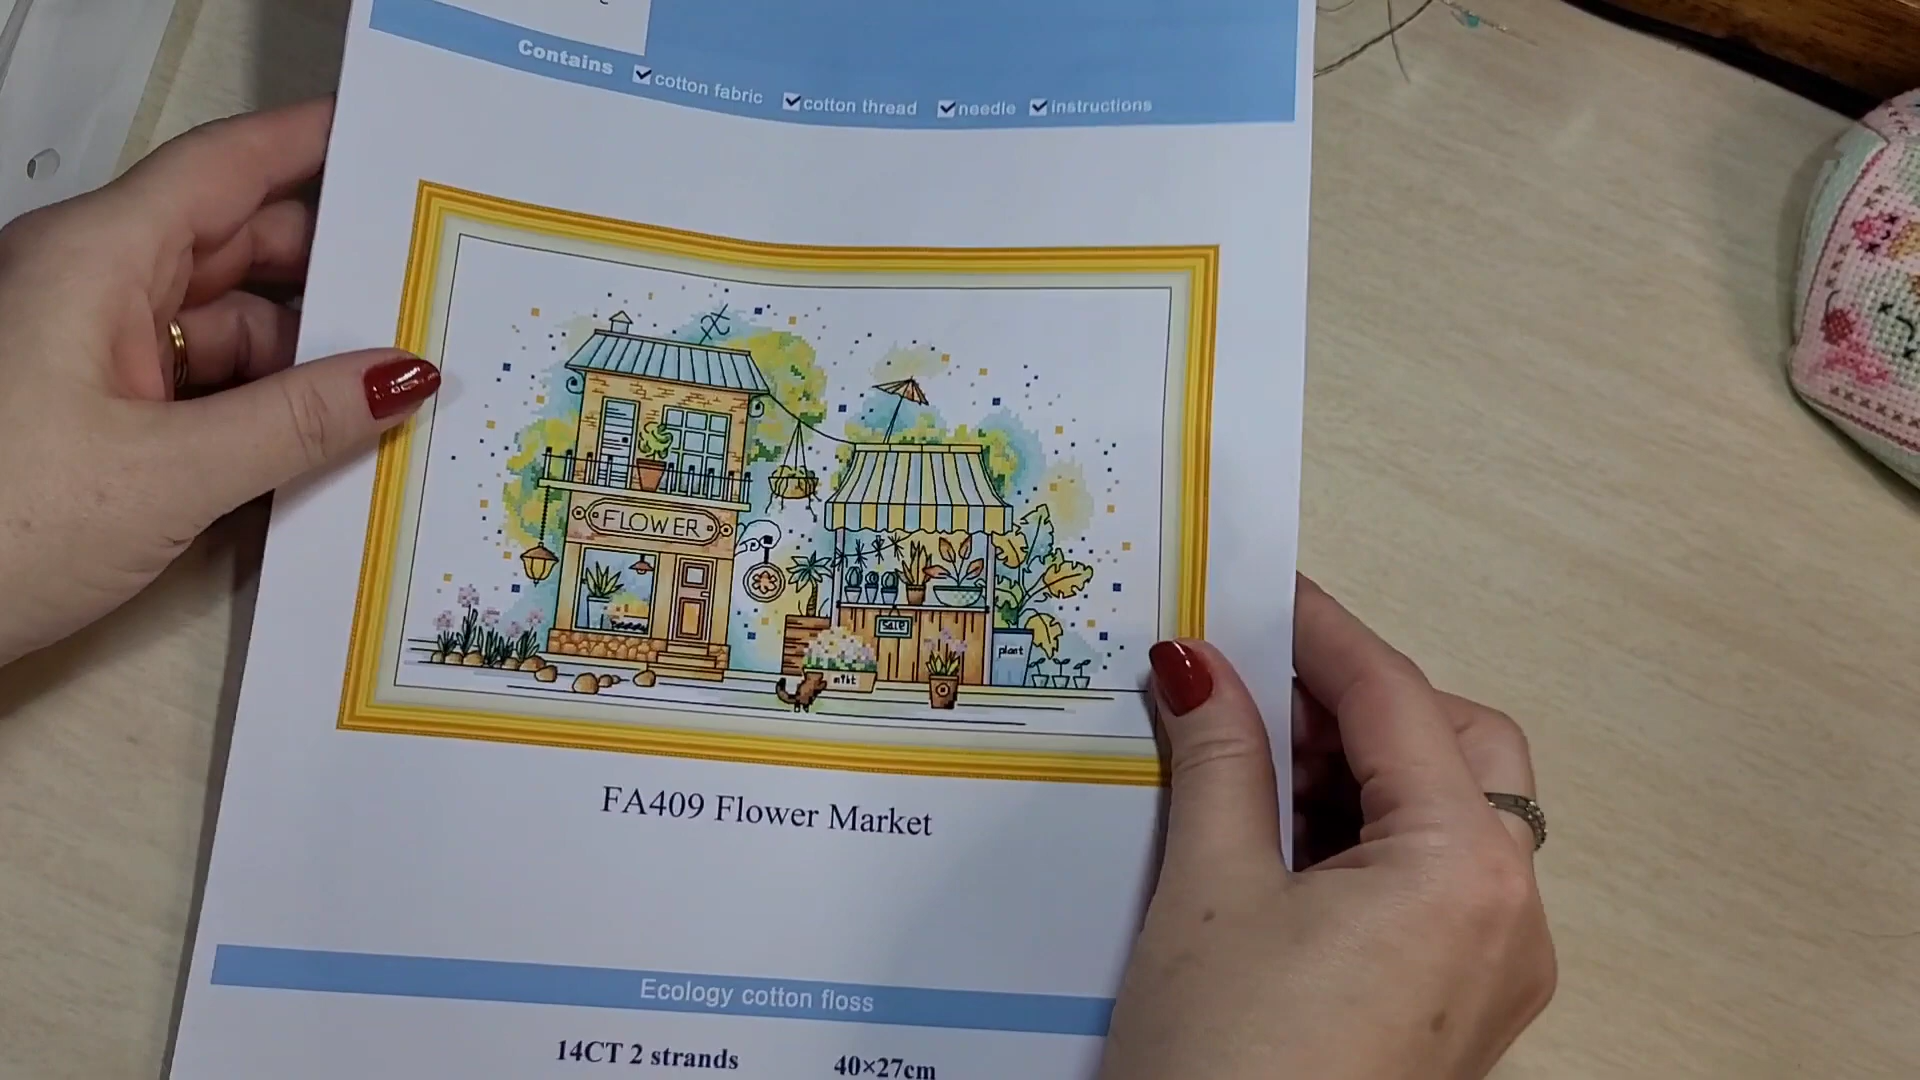 Contains cotton fabric cotton thread needle instructions
FLOWER
sale
plant
FA409 Flower Market
Ecology cotton floss
14CT 2 strands 40×27cm